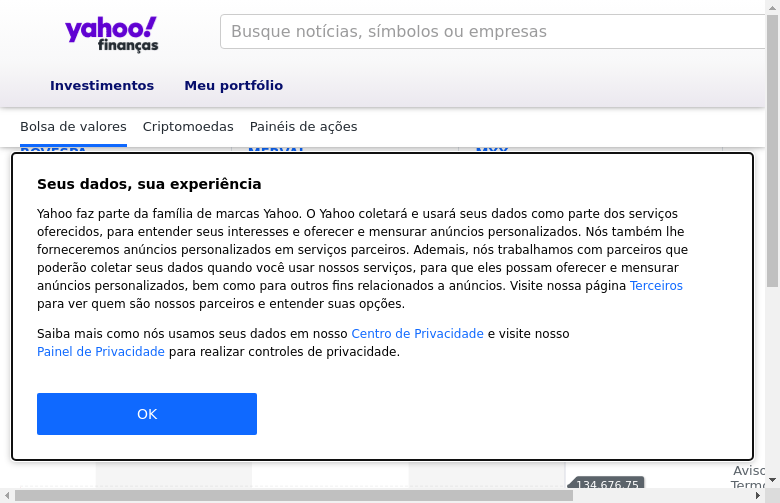 yahoo!
finanças
Busque notícias, símbolos ou empresas
Investimentos Meu portfólio
Bolsa de valores Criptomoedas Painéis de ações
BOVESPA MERVAL MXX
Seus dados, sua experiência
Yahoo faz parte da família de marcas Yahoo. O Yahoo coletará e usará seus dados como parte dos serviços
oferecidos, para entender seus interesses e oferecer e mensurar anúncios personalizados. Nós também lhe
forneceremos anúncios personalizados em serviços parceiros. Ademais, nós trabalhamos com parceiros que
poderão coletar seus dados quando você usar nossos serviços, para que eles possam oferecer e mensurar
anúncios personalizados, bem como para outros fins relacionados a anúncios. Visite nossa página Terceiros
para ver quem são nossos parceiros e entender suas opções.
Saiba mais como nós usamos seus dados em nosso Centro de Privacidade e visite nosso
Painel de Privacidade para realizar controles de privacidade.
OK
134.676,75
Aviso
Termo